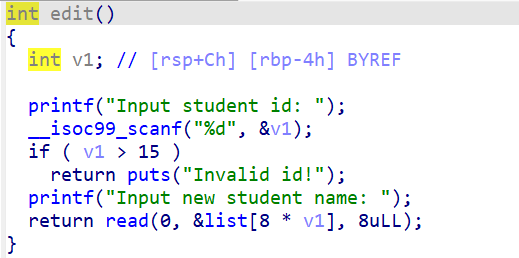 int edit()
{
int v1; // [rsp+Ch] [rbp-4h] BYREF
printf("Input student id: ");
__isoc99_scanf("%d", &v1);
if ( v1 > 15 )
return puts("Invalid id!");
printf("Input new student name: ");
return read(0, &list[8 * v1], 8uLL);
}